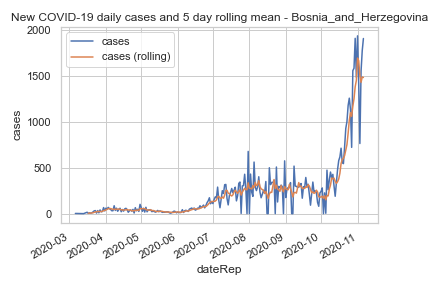 New COVID-19 daily cases and 5 day rolling mean - Bosnia_and_Herzegovina
2000
1500
1000
500
0
cases
cases
cases (rolling)
2020-03
2020-04
2020-05
2020-06
2020-07
2020-08
2020-09
2020-10
2020-11
dateRep